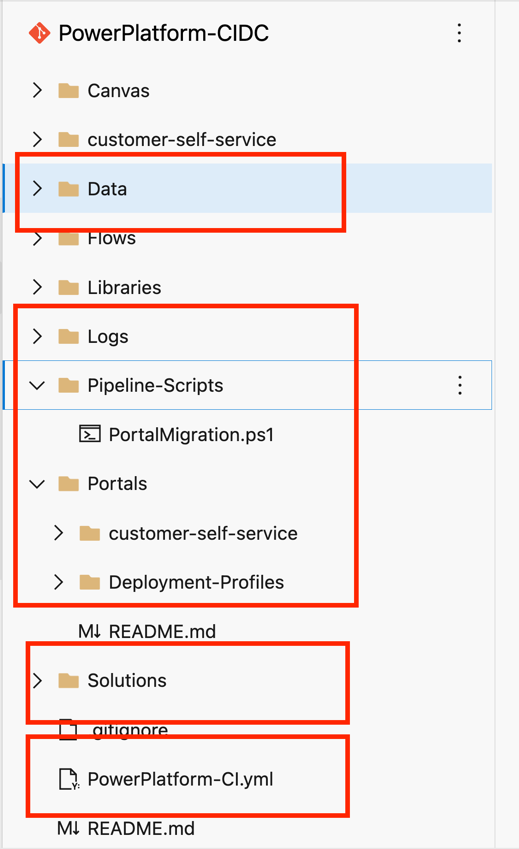 PowerPlatform-CIDC
Canvas
customer-self-service
Data
Flows
Libraries
Logs
Pipeline-Scripts
PortalMigration.ps1
Portals
customer-self-service
Deployment-Profiles
M↓ README.md
Solutions
.gitignore
Y: PowerPlatform-CI.yml
M↓ README.md